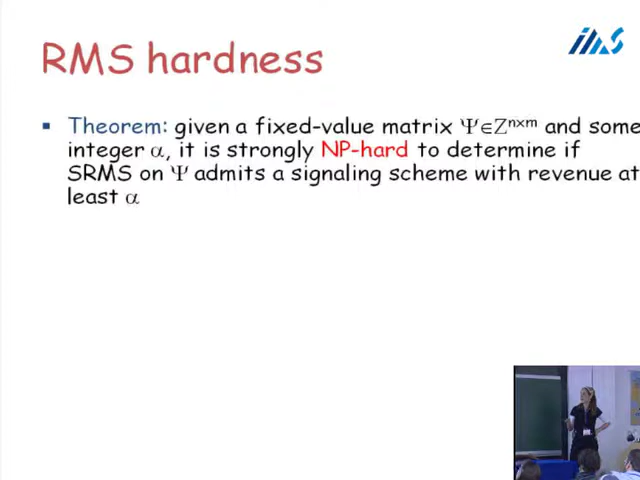 RMS hardness
IMS
Theorem: given a fixed-value matrix Ψ∈Zⁿˣᵐ and some
integer α, it is strongly NP-hard to determine if
SRMS on Ψ admits a signaling scheme with revenue at
least α